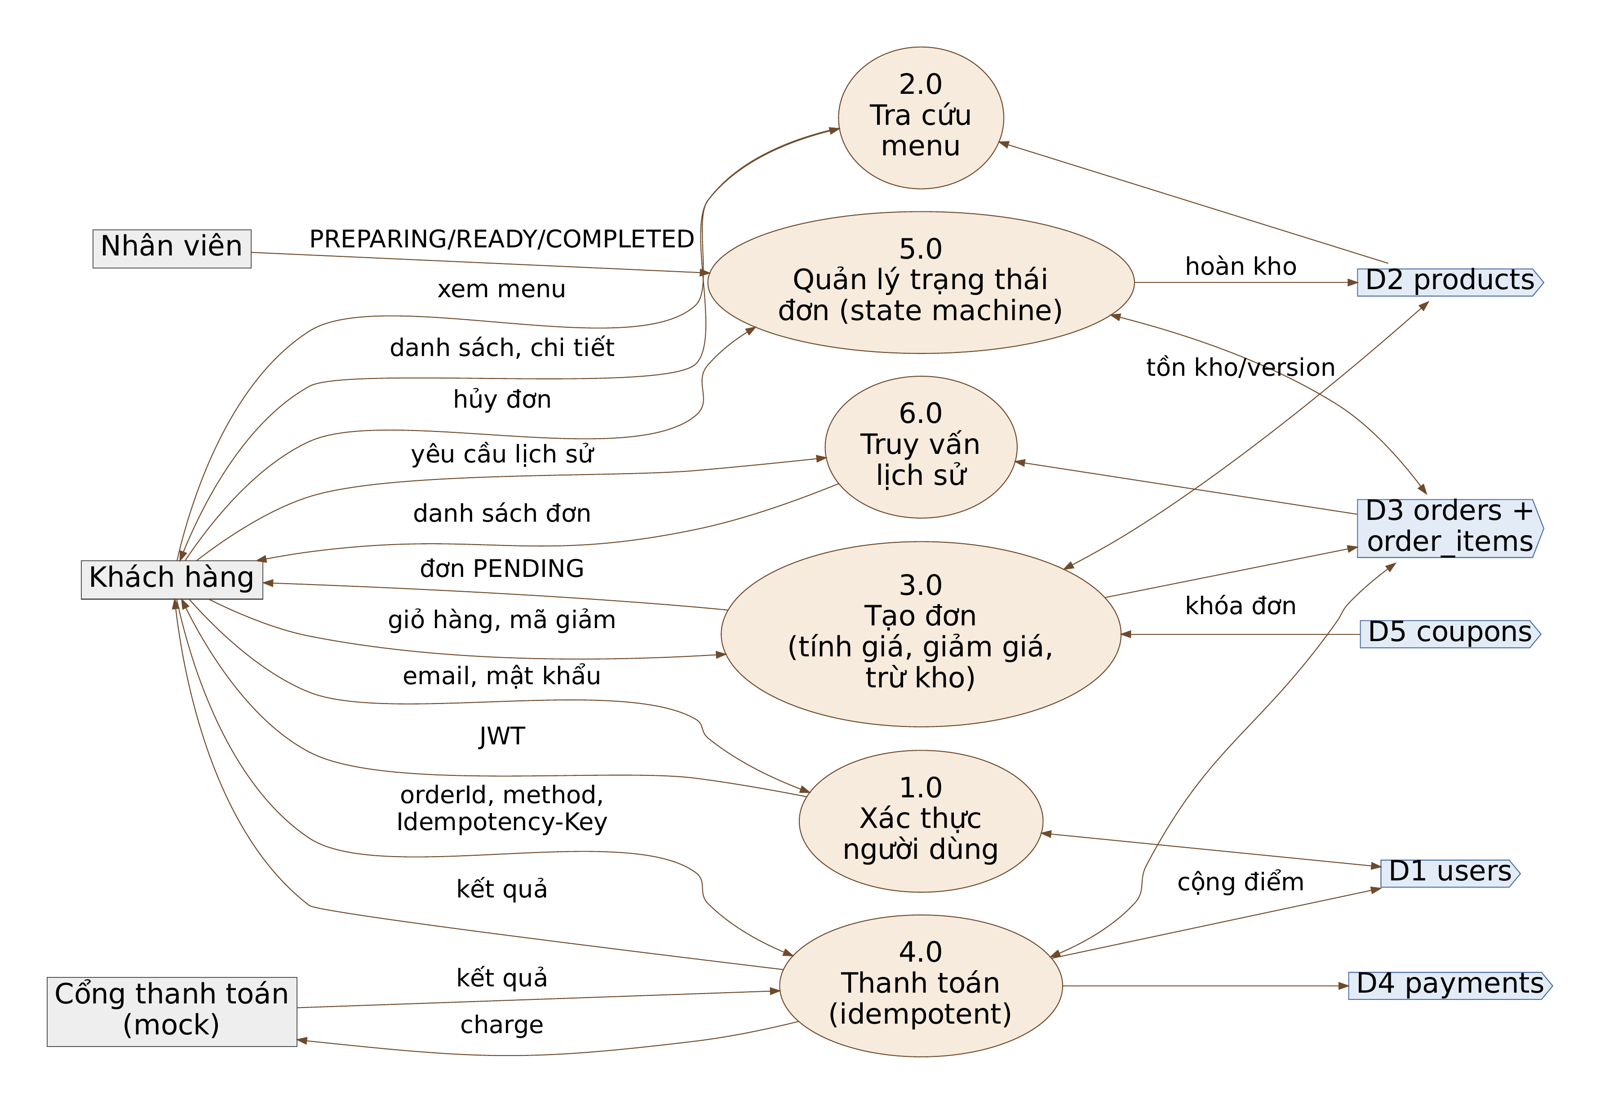 2.0
Tra cứu
menu
Nhân viên
PREPARING/READY/COMPLETED
5.0
Quản lý trạng thái
đơn (state machine)
hoàn kho
D2 products
xem menu
danh sách, chi tiết
tồn kho/version
hủy đơn
6.0
Truy vấn
lịch sử
yêu cầu lịch sử
danh sách đơn
D3 orders +
order_items
Khách hàng
đơn PENDING
giỏ hàng, mã giảm
3.0
Tạo đơn
(tính giá, giảm giá,
trừ kho)
khóa đơn
D5 coupons
email, mật khẩu
JWT
1.0
Xác thực
người dùng
orderId, method,
Idempotency-Key
D1 users
cộng điểm
kết quả
4.0
Thanh toán
(idempotent)
Cổng thanh toán
(mock)
kết quả
charge
D4 payments